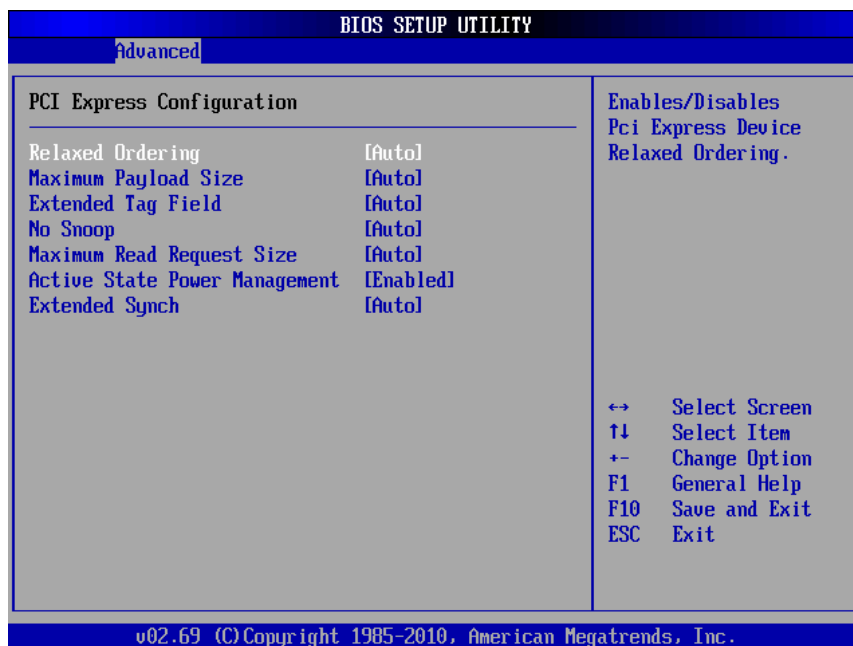 BIOS SETUP UTILITY
Advanced
PCI Express Configuration
Relaxed Ordering [Auto]
Maximum Payload Size [Auto]
Extended Tag Field [Auto]
No Snoop [Auto]
Maximum Read Request Size [Auto]
Active State Power Management [Enabled]
Extended Synch [Auto]
Enables/Disables
Pci Express Device
Relaxed Ordering.
↔ Select Screen
↑↓ Select Item
+- Change Option
F1 General Help
F10 Save and Exit
ESC Exit
v02.69 (C)Copyright 1985-2010, American Megatrends, Inc.